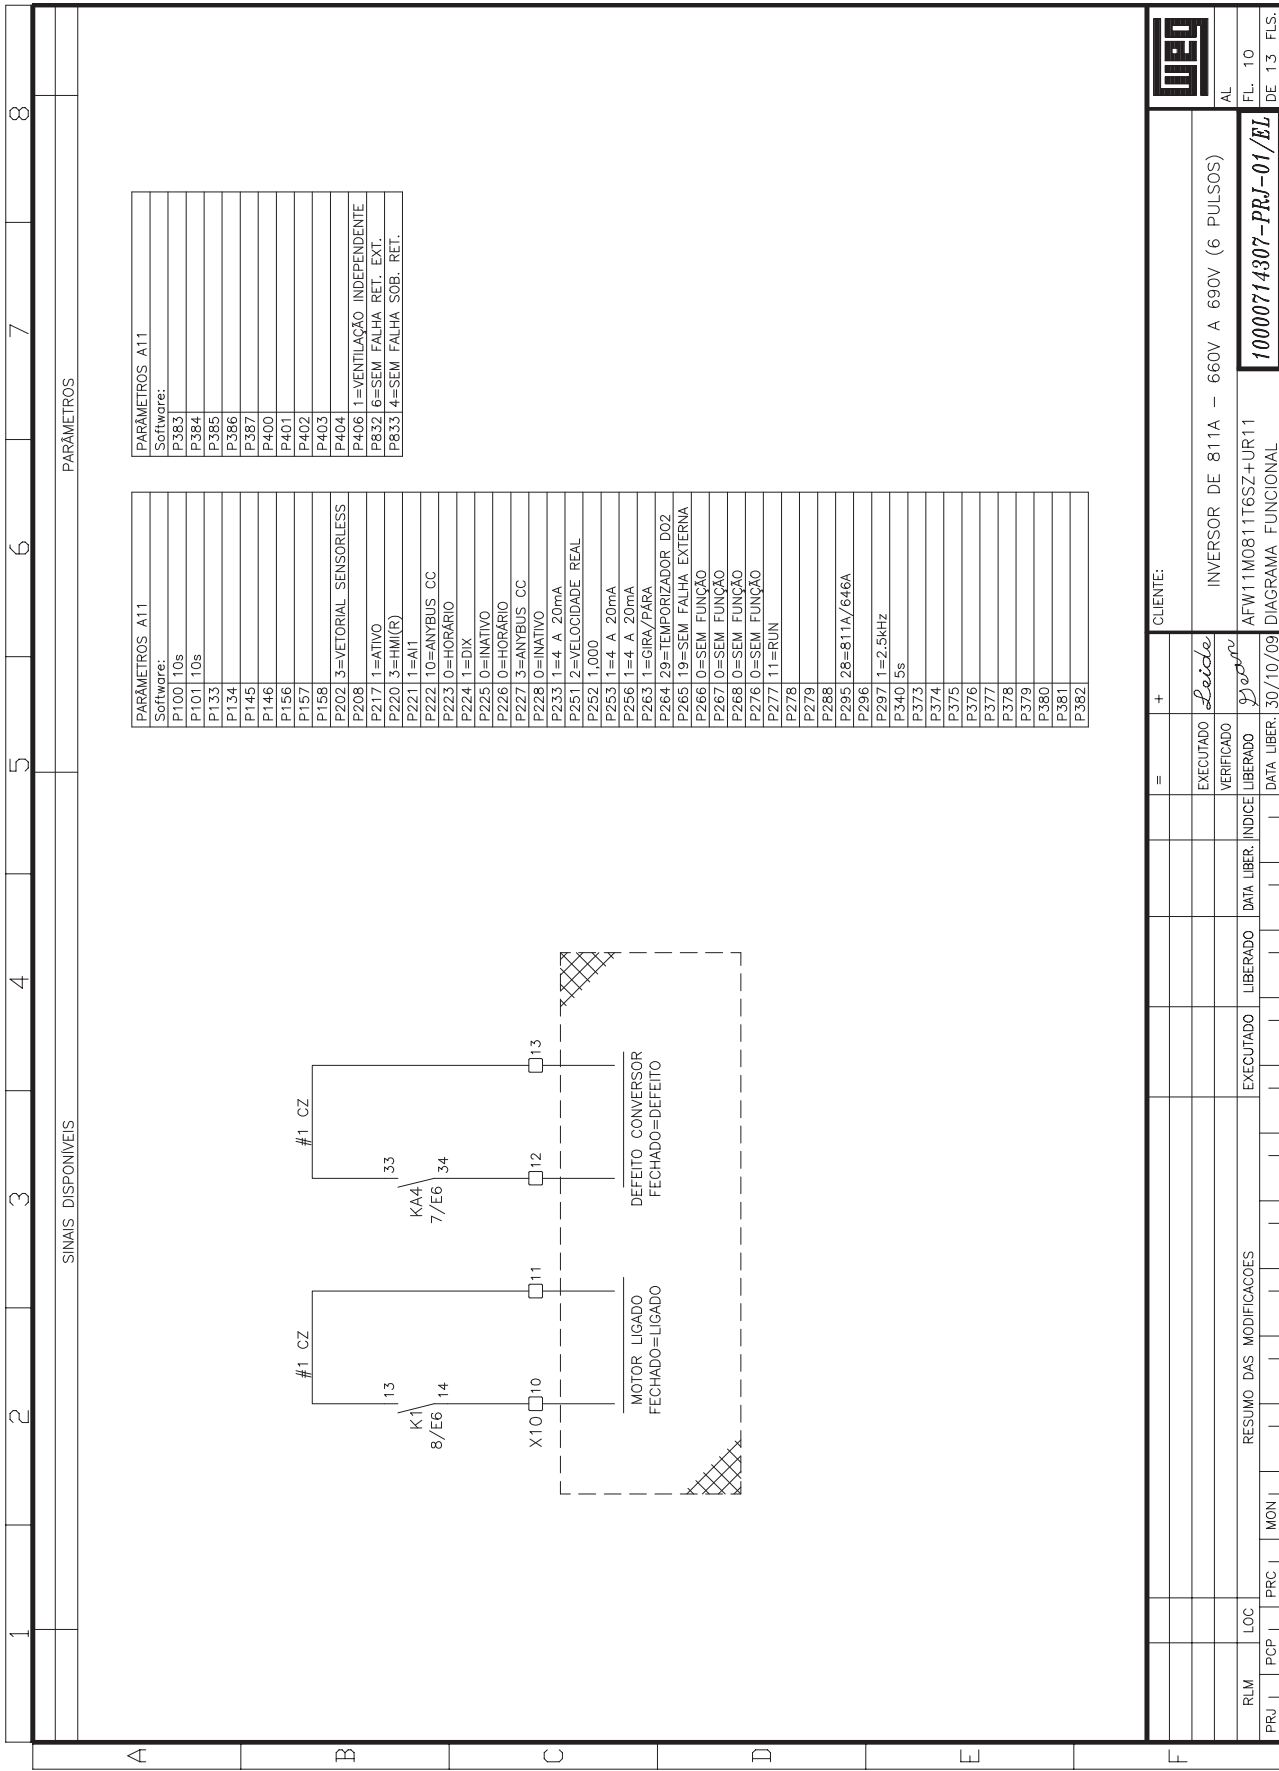 1 2 3 4 5 6 7 8
SINAIS DISPONÍVEIS
PARÂMETROS
A
B
C
D
E
F
#1 CZ
13
K1
8/E6
14
X10
10
11
MOTOR LIGADO
FECHADO=LIGADO
#1 CZ
33
KA4
7/E6
34
12
13
DEFEITO CONVERSOR
FECHADO=DEFEITO
PARÂMETROS A11
Software:
P100 10s
P101 10s
P133
P134
P145
P146
P156
P157
P158
P202 3=VETORIAL SENSORLESS
P208
P217 1=ATIVO
P220 3=HMI(R)
P221 1=AI1
P222 10=ANYBUS CC
P223 0=HORÁRIO
P224 1=DIX
P225 0=INATIVO
P226 0=HORÁRIO
P227 3=ANYBUS CC
P228 0=INATIVO
P233 1=4 A 20mA
P251 2=VELOCIDADE REAL
P252 1,000
P253 1=4 A 20mA
P256 1=4 A 20mA
P263 1=GIRA/PÁRA
P264 29=TEMPORIZADOR DO2
P265 19=SEM FALHA EXTERNA
P266 0=SEM FUNÇÃO
P267 0=SEM FUNÇÃO
P268 0=SEM FUNÇÃO
P276 0=SEM FUNÇÃO
P277 11=RUN
P278
P279
P288
P295 28=811A/646A
P296
P297 1=2.5kHz
P340 5s
P373
P374
P375
P376
P377
P378
P379
P380
P381
P382
PARÂMETROS A11
Software:
P383
P384
P385
P386
P387
P400
P401
P402
P403
P404
P406 1=VENTILAÇÃO INDEPENDENTE
P832 6=SEM FALHA RET. EXT.
P833 4=SEM FALHA SOB. RET.
RLM LOC RESUMO DAS MODIFICACOES EXECUTADO LIBERADO DATA LIBER. INDICE
PRJ PCP PRC MON
= +
EXECUTADO Leide
VERIFICADO
LIBERADO Jean
DATA LIBER. 30/10/09
CLIENTE:
INVERSOR DE 811A - 660V A 690V (6 PULSOS)
AFW11M0811T6SZ+UR11
DIAGRAMA FUNCIONAL
10000714307-PRJ-01/EL
WEG
AL
FL. 10
DE 13 FLS.